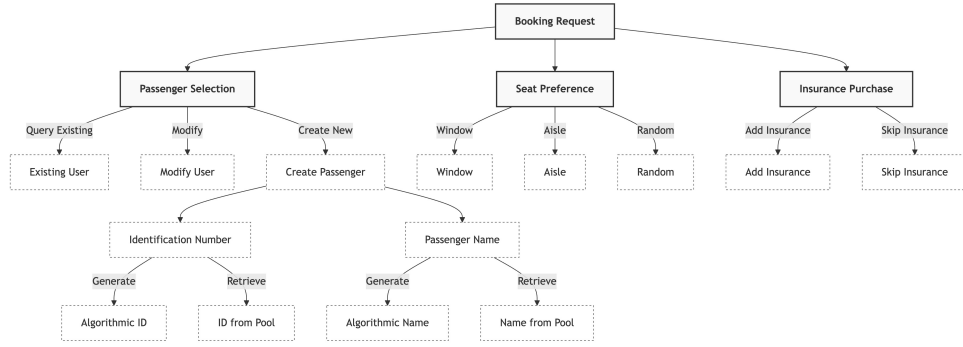 Booking Request
Passenger Selection
Seat Preference
Insurance Purchase
Query Existing
Modify
Create New
Window
Aisle
Random
Add Insurance
Skip Insurance
Existing User
Modify User
Create Passenger
Window
Aisle
Random
Add Insurance
Skip Insurance
Identification Number
Passenger Name
Generate
Retrieve
Generate
Retrieve
Algorithmic ID
ID from Pool
Algorithmic Name
Name from Pool